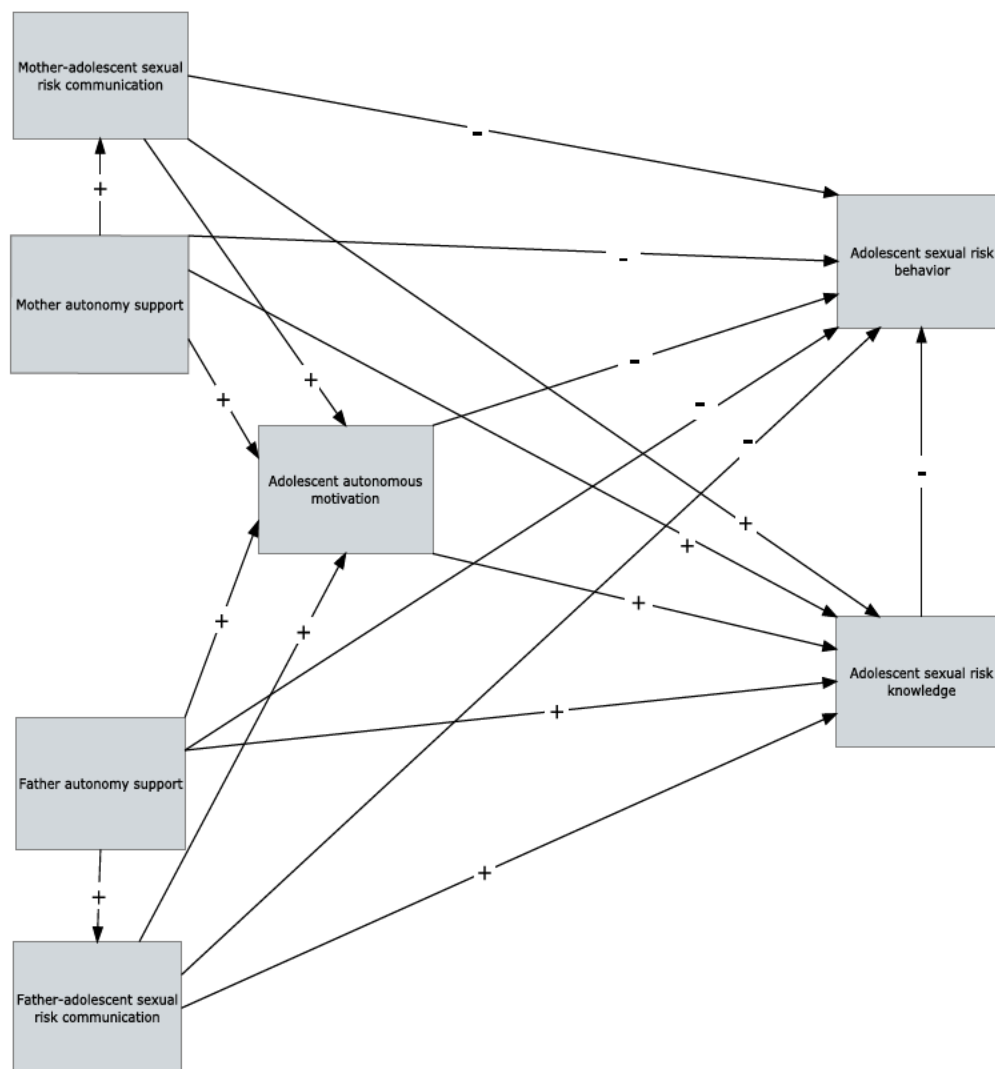 Mother-adolescent sexual
risk communication
-
+
Adolescent sexual risk
behavior
Mother autonomy support
-
+
+
-
-
-
-
Adolescent autonomous
motivation
+
+
+
+
+
Adolescent sexual risk
knowledge
+
Father autonomy support
+
+
Father-adolescent sexual
risk communication